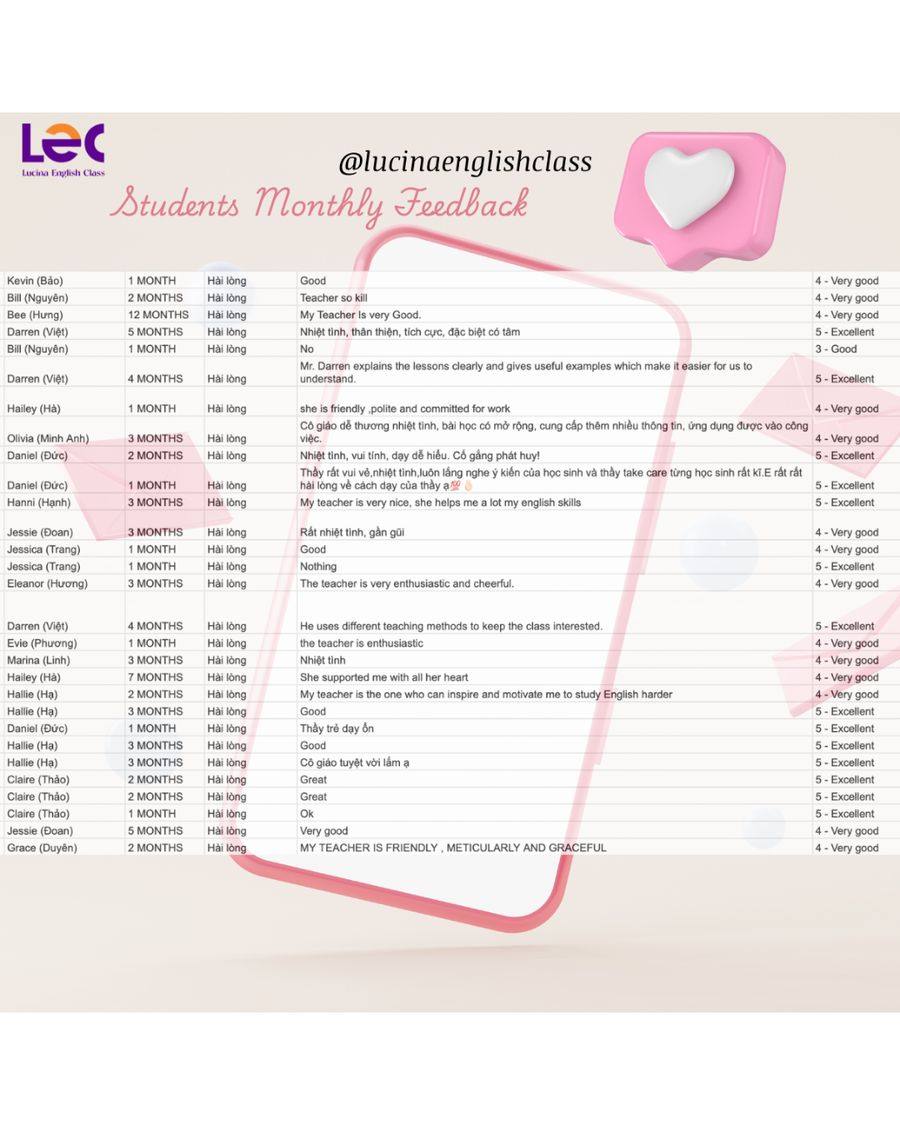 LEC
Lucina English Class
@lucinaenglishclass
Students Monthly Feedback
Kevin (Bảo) 1 MONTH Hài lòng Good 4 - Very good
Bill (Nguyên) 2 MONTHS Hài lòng Teacher so kill 4 - Very good
Bee (Hưng) 12 MONTHS Hài lòng My Teacher Is very Good. 4 - Very good
Darren (Việt) 5 MONTHS Hài lòng Nhiệt tình, thân thiện, tích cực, đặc biệt có tâm 5 - Excellent
Bill (Nguyên) 1 MONTH Hài lòng No 3 - Good
Mr. Darren explains the lessons clearly and gives useful examples which make it easier for us to
Darren (Việt) 4 MONTHS Hài lòng understand. 5 - Excellent
Hailey (Hà) 1 MONTH Hài lòng she is friendly ,polite and committed for work 4 - Very good
Cô giáo dễ thương nhiệt tình, bài học có mở rộng, cung cấp thêm nhiều thông tin, ứng dụng được vào công
Olivia (Minh Anh) 3 MONTHS Hài lòng việc. 4 - Very good
Daniel (Đức) 2 MONTHS Hài lòng Nhiệt tình, vui tính, dạy dễ hiểu. Cố gắng phát huy! 5 - Excellent
Thầy rất vui vẻ,nhiệt tình,luôn lắng nghe ý kiến của học sinh và thầy take care từng học sinh rất kĩ.E rất rất
Daniel (Đức) 1 MONTH Hài lòng hài lòng về cách dạy của thầy ạ💯👌🏻 5 - Excellent
Hanni (Hạnh) 3 MONTHS Hài lòng My teacher is very nice, she helps me a lot my english skills 5 - Excellent
Jessie (Đoan) 3 MONTHS Hài lòng Rất nhiệt tình, gần gũi 4 - Very good
Jessica (Trang) 1 MONTH Hài lòng Good 4 - Very good
Jessica (Trang) 1 MONTH Hài lòng Nothing 5 - Excellent
Eleanor (Hương) 3 MONTHS Hài lòng The teacher is very enthusiastic and cheerful. 4 - Very good
Darren (Việt) 4 MONTHS Hài lòng He uses different teaching methods to keep the class interested. 5 - Excellent
Evie (Phương) 1 MONTH Hài lòng the teacher is enthusiastic 4 - Very good
Marina (Linh) 3 MONTHS Hài lòng Nhiệt tình 4 - Very good
Hailey (Hà) 7 MONTHS Hài lòng She supported me with all her heart 4 - Very good
Hallie (Hạ) 2 MONTHS Hài lòng My teacher is the one who can inspire and motivate me to study English harder 4 - Very good
Hallie (Hạ) 3 MONTHS Hài lòng Good 5 - Excellent
Daniel (Đức) 1 MONTH Hài lòng Thầy trẻ dạy ổn 5 - Excellent
Hallie (Hạ) 3 MONTHS Hài lòng Good 5 - Excellent
Hallie (Hạ) 3 MONTHS Hài lòng Cô giáo tuyệt vời lắm ạ 5 - Excellent
Claire (Thảo) 2 MONTHS Hài lòng Great 5 - Excellent
Claire (Thảo) 2 MONTHS Hài lòng Great 5 - Excellent
Claire (Thảo) 1 MONTH Hài lòng Ok 5 - Excellent
Jessie (Đoan) 5 MONTHS Hài lòng Very good 4 - Very good
Grace (Duyên) 2 MONTHS Hài lòng MY TEACHER IS FRIENDLY , METICULARLY AND GRACEFUL 4 - Very good